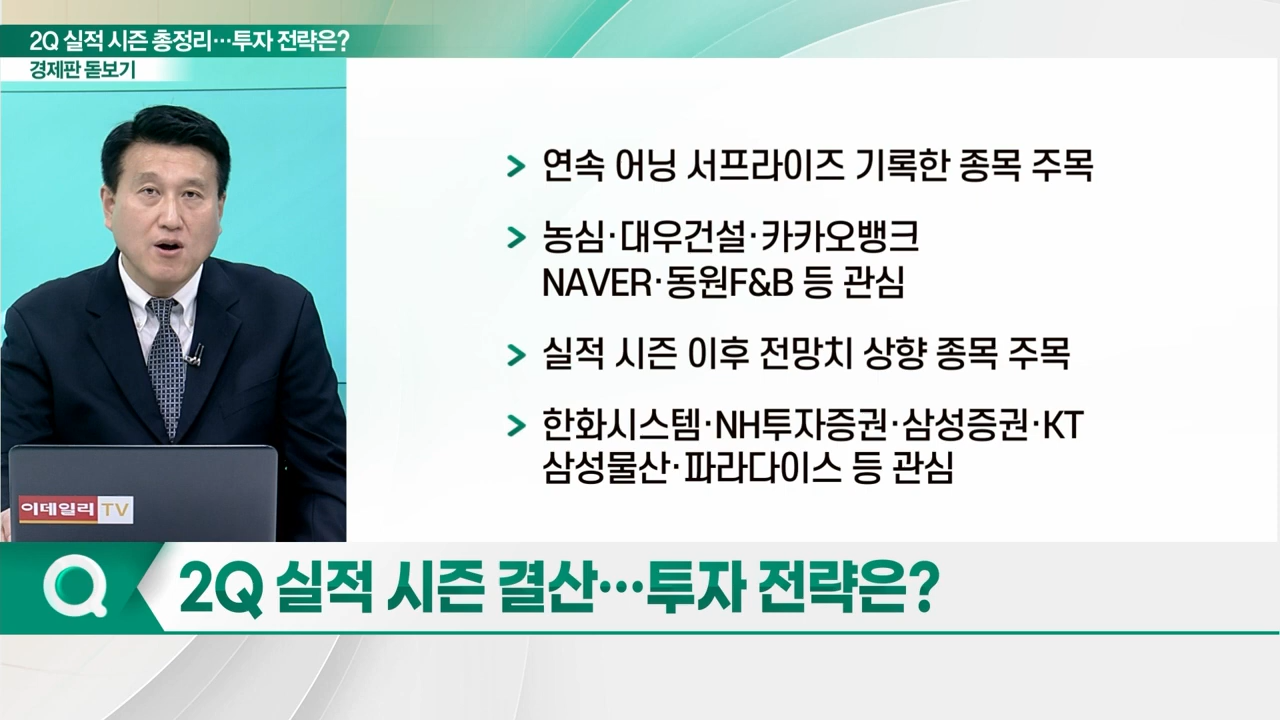 2Q 실적 시즌 총정리…투자 전략은?
경제판 돋보기
> 연속 어닝 서프라이즈 기록한 종목 주목
> 농심·대우건설·카카오뱅크
NAVER·동원F&B 등 관심
> 실적 시즌 이후 전망치 상향 종목 주목
> 한화시스템·NH투자증권·삼성증권·KT
삼성물산·파라다이스 등 관심
이데일리 TV
Q 2Q 실적 시즌 결산…투자 전략은?